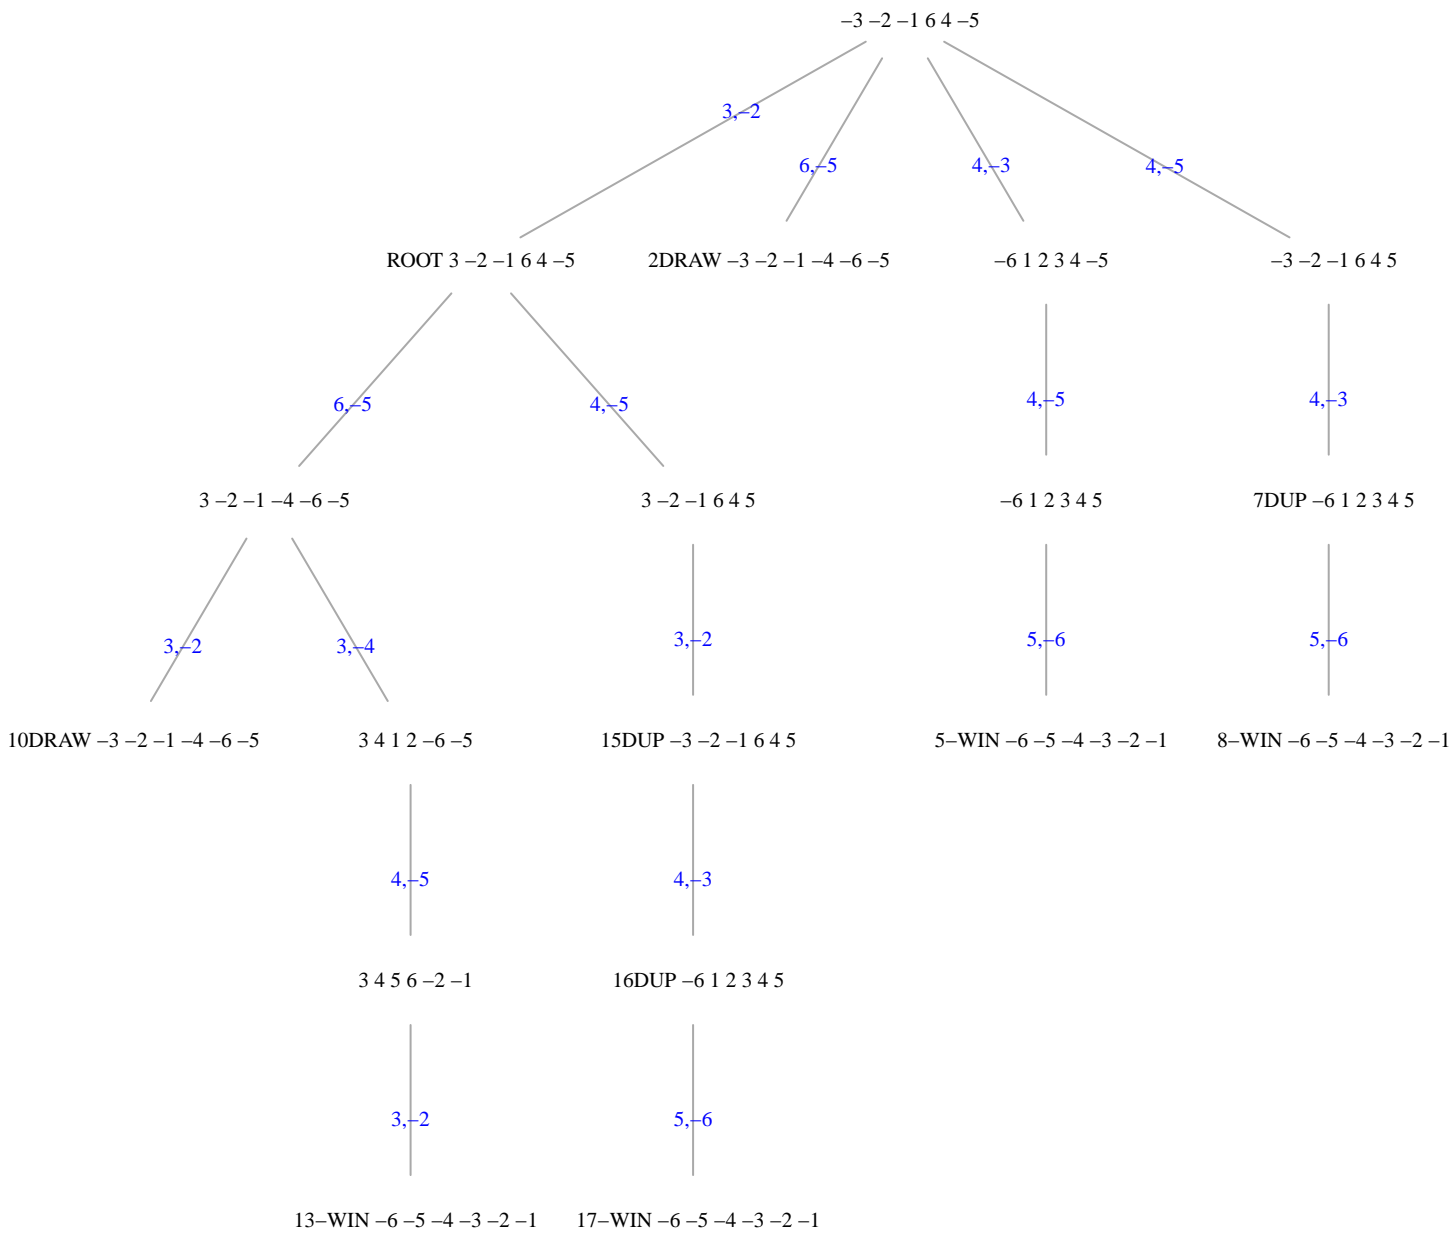 –3 –2 –1 6 4 –5
3,–2
6,–5
4,–3
4,–5
ROOT 3 –2 –1 6 4 –5
2DRAW –3 –2 –1 –4 –6 –5
–6 1 2 3 4 –5
–3 –2 –1 6 4 5
6,–5
4,–5
4,–5
4,–3
3 –2 –1 –4 –6 –5
3 –2 –1 6 4 5
–6 1 2 3 4 5
7DUP –6 1 2 3 4 5
3,–2
3,–4
3,–2
5,–6
5,–6
10DRAW –3 –2 –1 –4 –6 –5
3 4 1 2 –6 –5
15DUP –3 –2 –1 6 4 5
5–WIN –6 –5 –4 –3 –2 –1
8–WIN –6 –5 –4 –3 –2 –1
4,–5
4,–3
3 4 5 6 –2 –1
16DUP –6 1 2 3 4 5
3,–2
5,–6
13–WIN –6 –5 –4 –3 –2 –1
17–WIN –6 –5 –4 –3 –2 –1